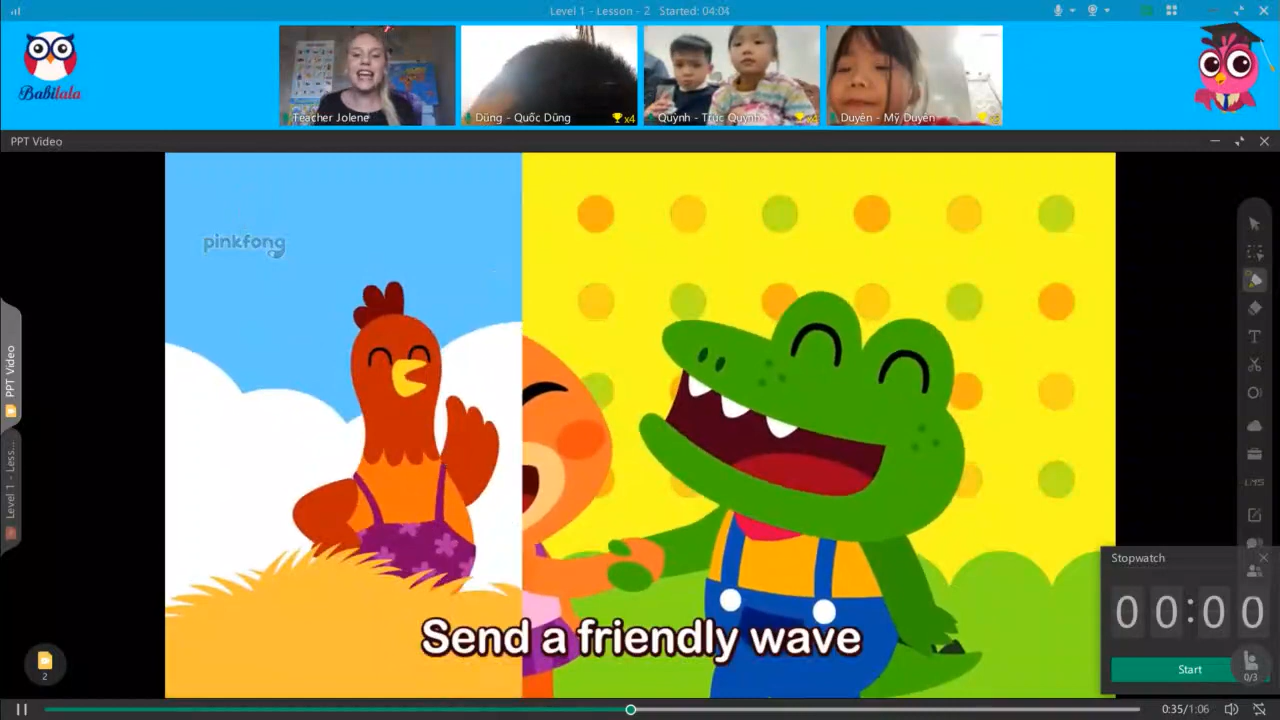 Level 1 - Lesson - 2 Started: 04:04
Babilala
Teacher Jolene
Dũng - Quốc Dũng
x4
Quỳnh - Trúc Quỳnh
Duyên - Mỹ Duyên
PPT Video
pinkfong
PPT Video
Level 1 - Less...
T
LMS
Send a friendly wave
Stopwatch
00:00
Start
0/3
2
0:35/1:06